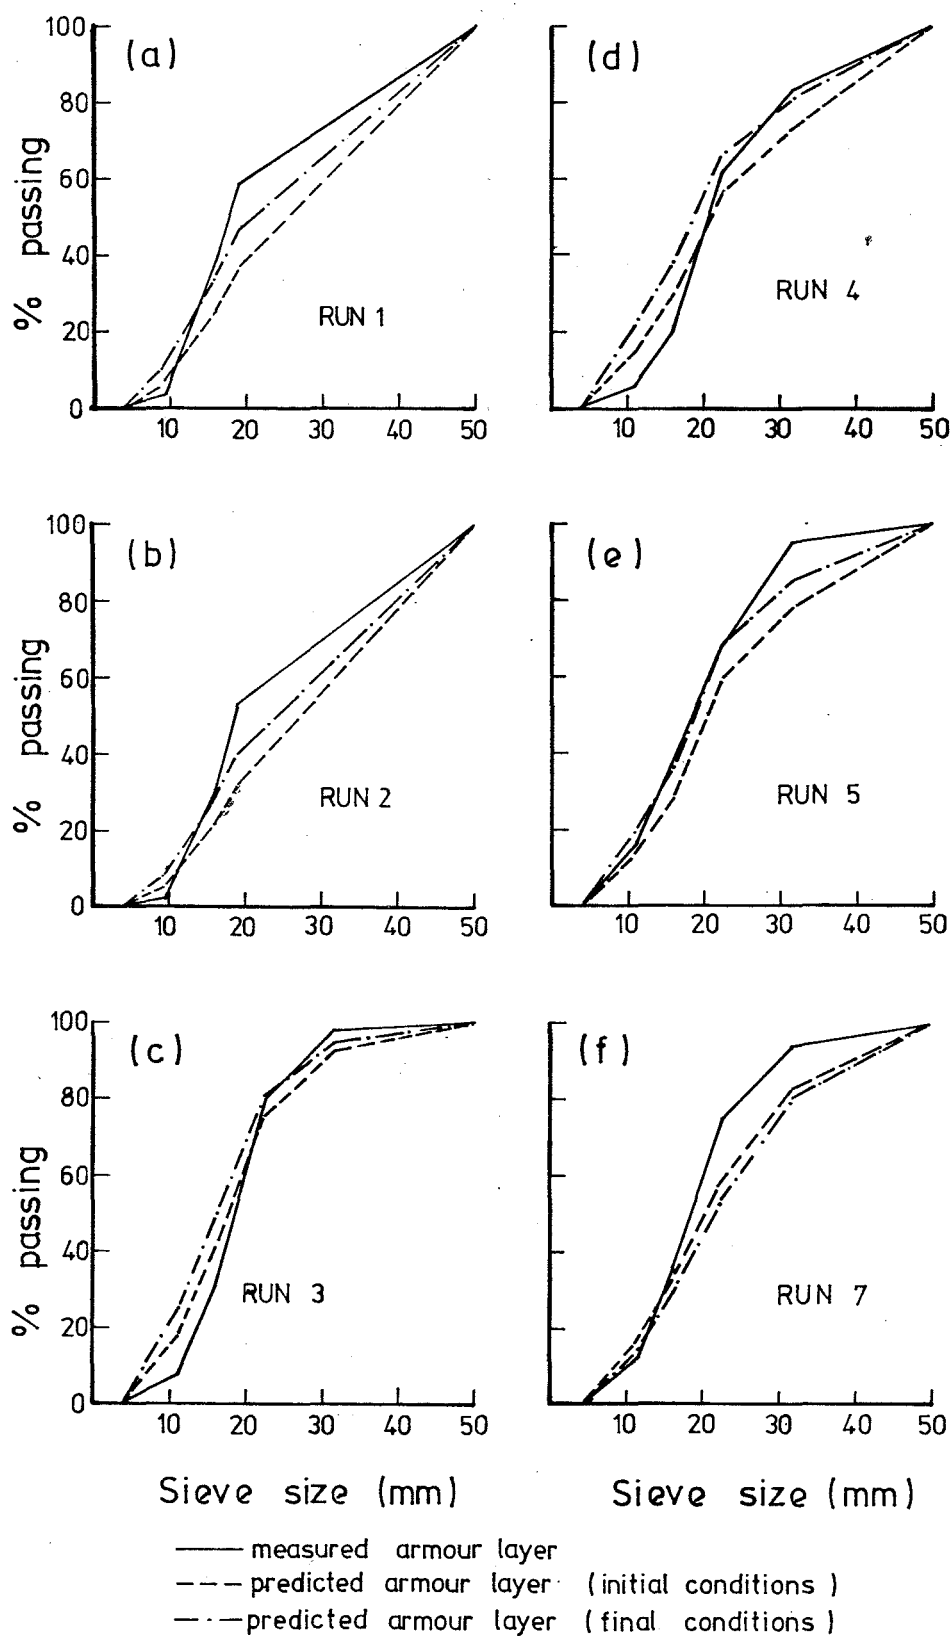 (a)
100
80
60
40
20
0
% passing
RUN 1
10 20 30 40 50
(d)
RUN 4
10 20 30 40 50
(b)
100
80
60
40
20
0
% passing
RUN 2
10 20 30 40 50
(e)
RUN 5
10 20 30 40 50
(c)
100
80
60
40
20
0
% passing
RUN 3
10 20 30 40 50
Sieve size (mm)
(f)
RUN 7
10 20 30 40 50
Sieve size (mm)
measured armour layer
predicted armour layer (initial conditions)
predicted armour layer (final conditions)